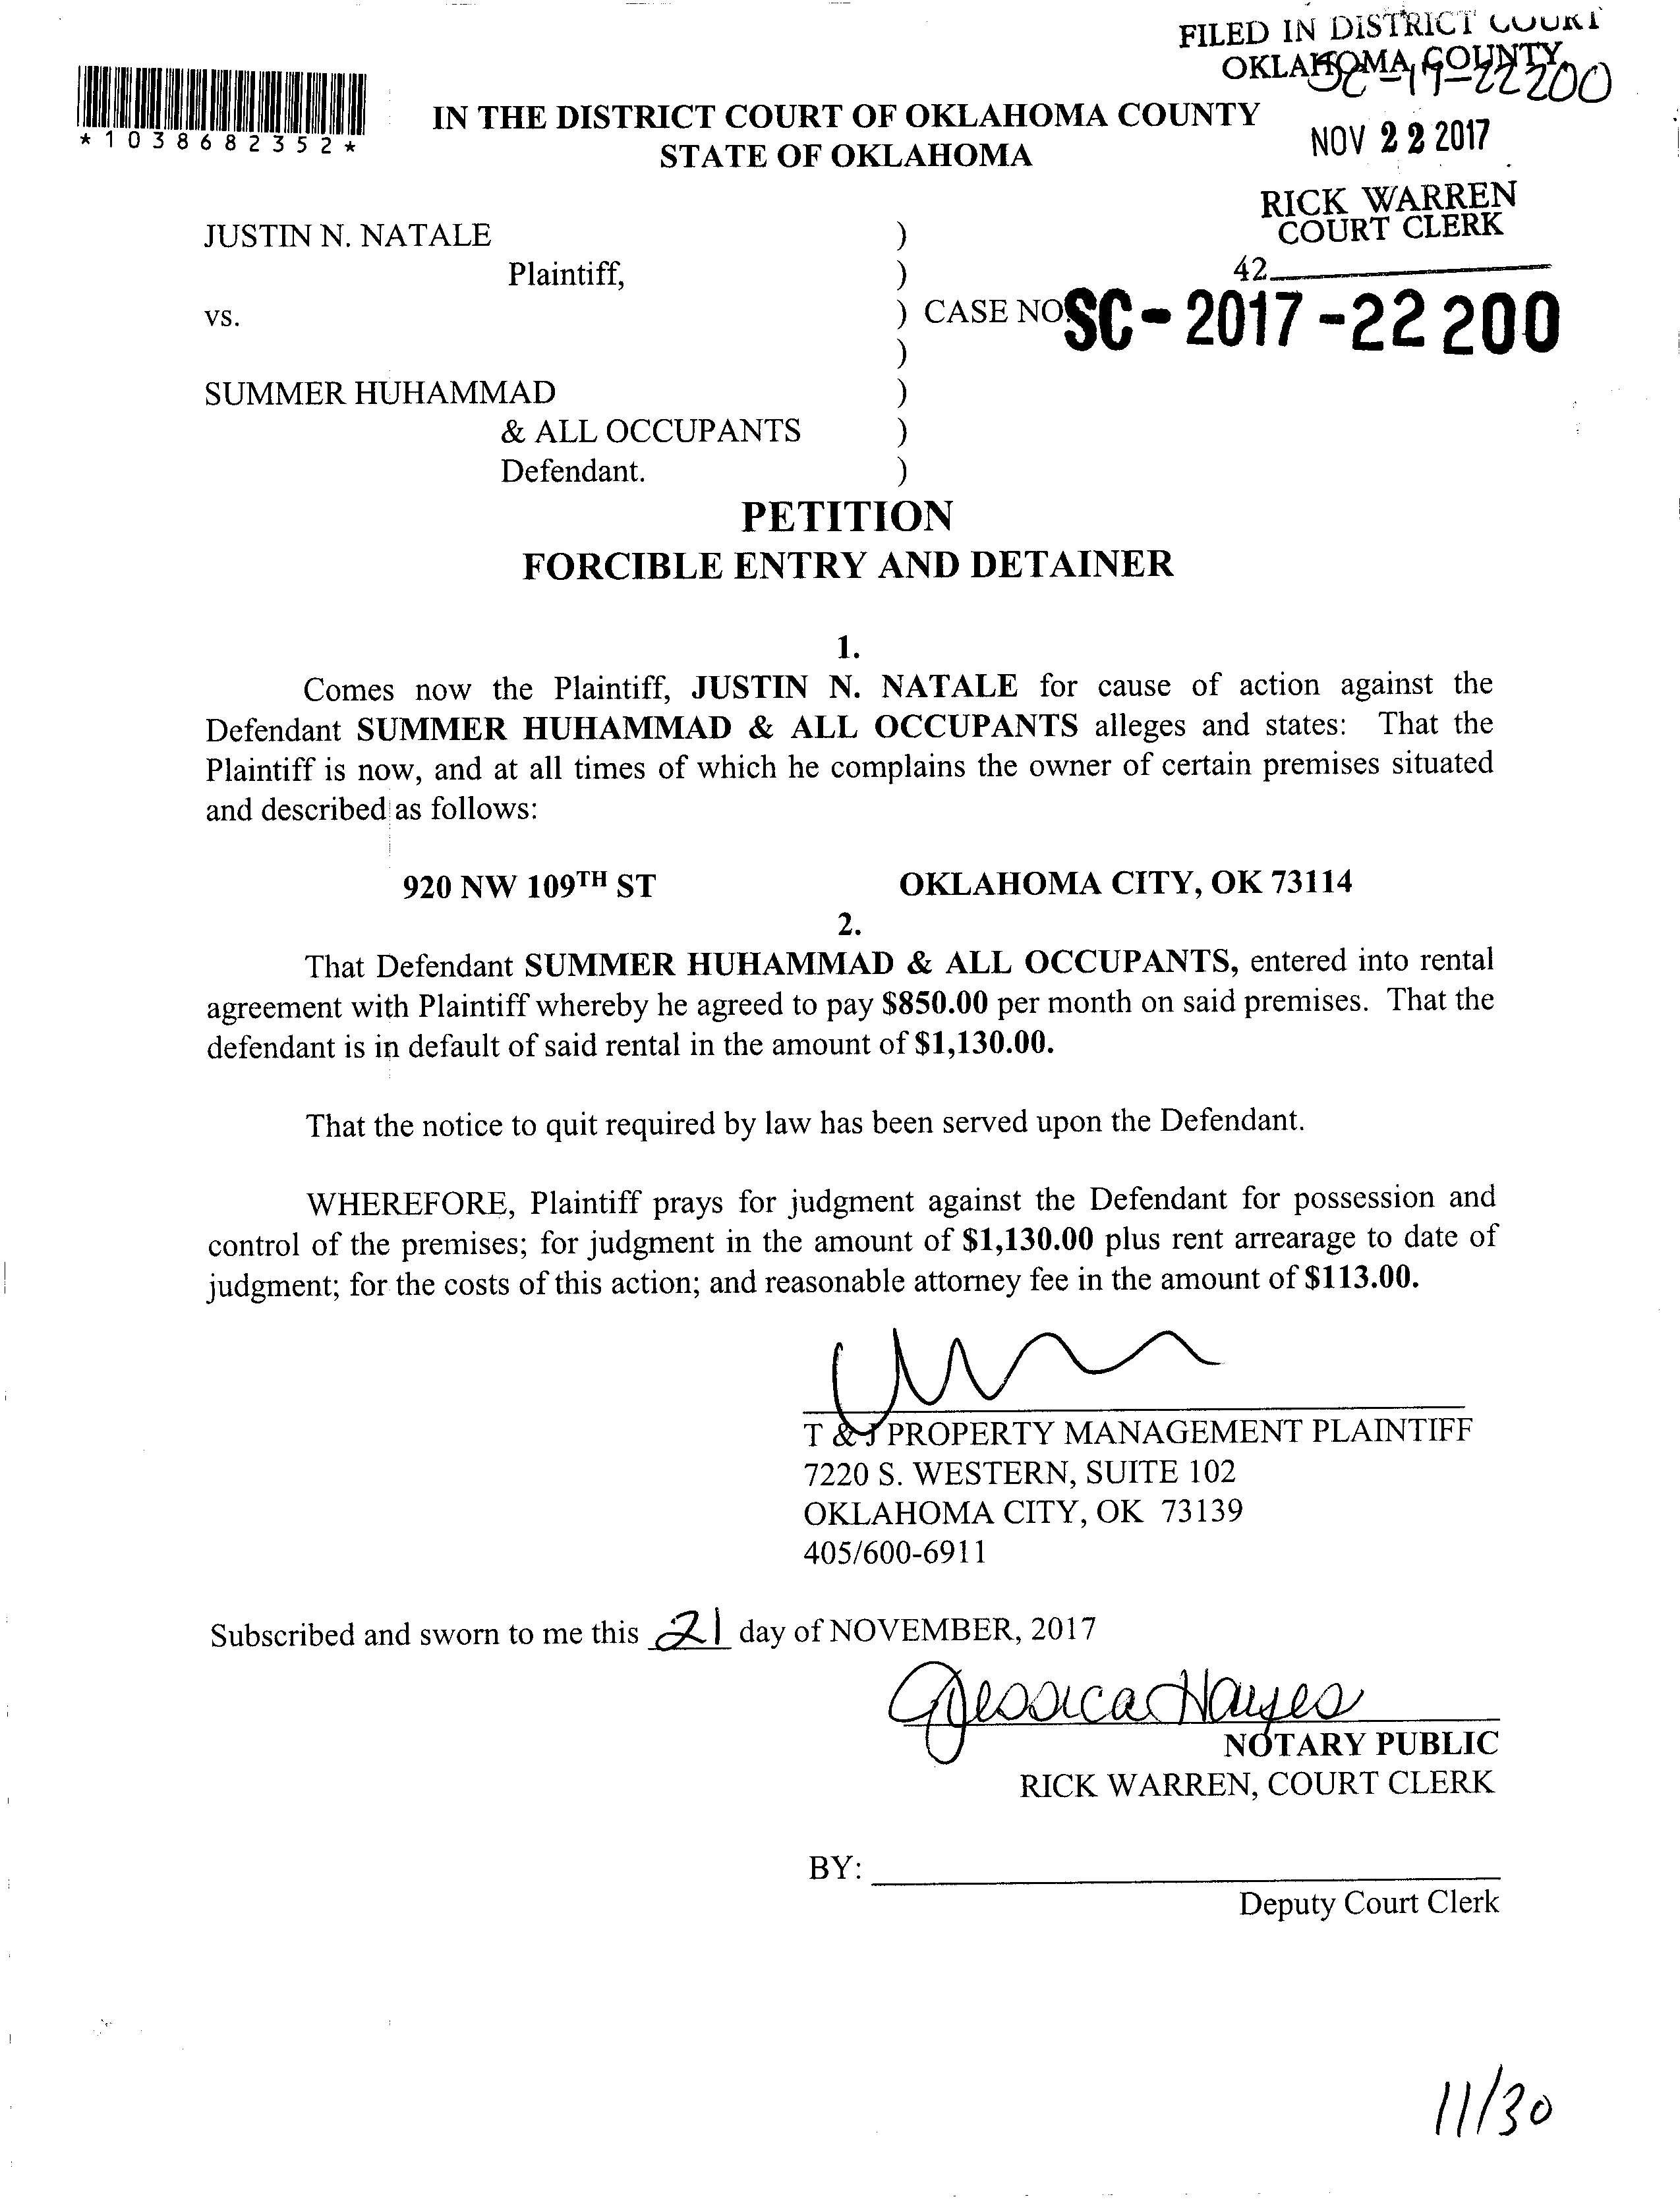 FILED IN DISTRICT COURT
OKLAHOMA COUNTY
SC-17-22200
*1038682352*
IN THE DISTRICT COURT OF OKLAHOMA COUNTY
STATE OF OKLAHOMA
NOV 22 2017
RICK WARREN
COURT CLERK
42
JUSTIN N. NATALE )
Plaintiff, )
vs. ) CASE NO. SC-2017-22200
)
SUMMER HUHAMMAD )
& ALL OCCUPANTS )
Defendant. )
PETITION
FORCIBLE ENTRY AND DETAINER
1.
Comes now the Plaintiff, JUSTIN N. NATALE for cause of action against the
Defendant SUMMER HUHAMMAD & ALL OCCUPANTS alleges and states: That the
Plaintiff is now, and at all times of which he complains the owner of certain premises situated
and described as follows:
920 NW 109TH ST OKLAHOMA CITY, OK 73114
2.
That Defendant SUMMER HUHAMMAD & ALL OCCUPANTS, entered into rental
agreement with Plaintiff whereby he agreed to pay $850.00 per month on said premises. That the
defendant is in default of said rental in the amount of $1,130.00.
That the notice to quit required by law has been served upon the Defendant.
WHEREFORE, Plaintiff prays for judgment against the Defendant for possession and
control of the premises; for judgment in the amount of $1,130.00 plus rent arrearage to date of
judgment; for the costs of this action; and reasonable attorney fee in the amount of $113.00.
T & J PROPERTY MANAGEMENT PLAINTIFF
7220 S. WESTERN, SUITE 102
OKLAHOMA CITY, OK 73139
405/600-6911
Subscribed and sworn to me this 21 day of NOVEMBER, 2017
Jessica Hayes
NOTARY PUBLIC
RICK WARREN, COURT CLERK
BY:
Deputy Court Clerk
11/30